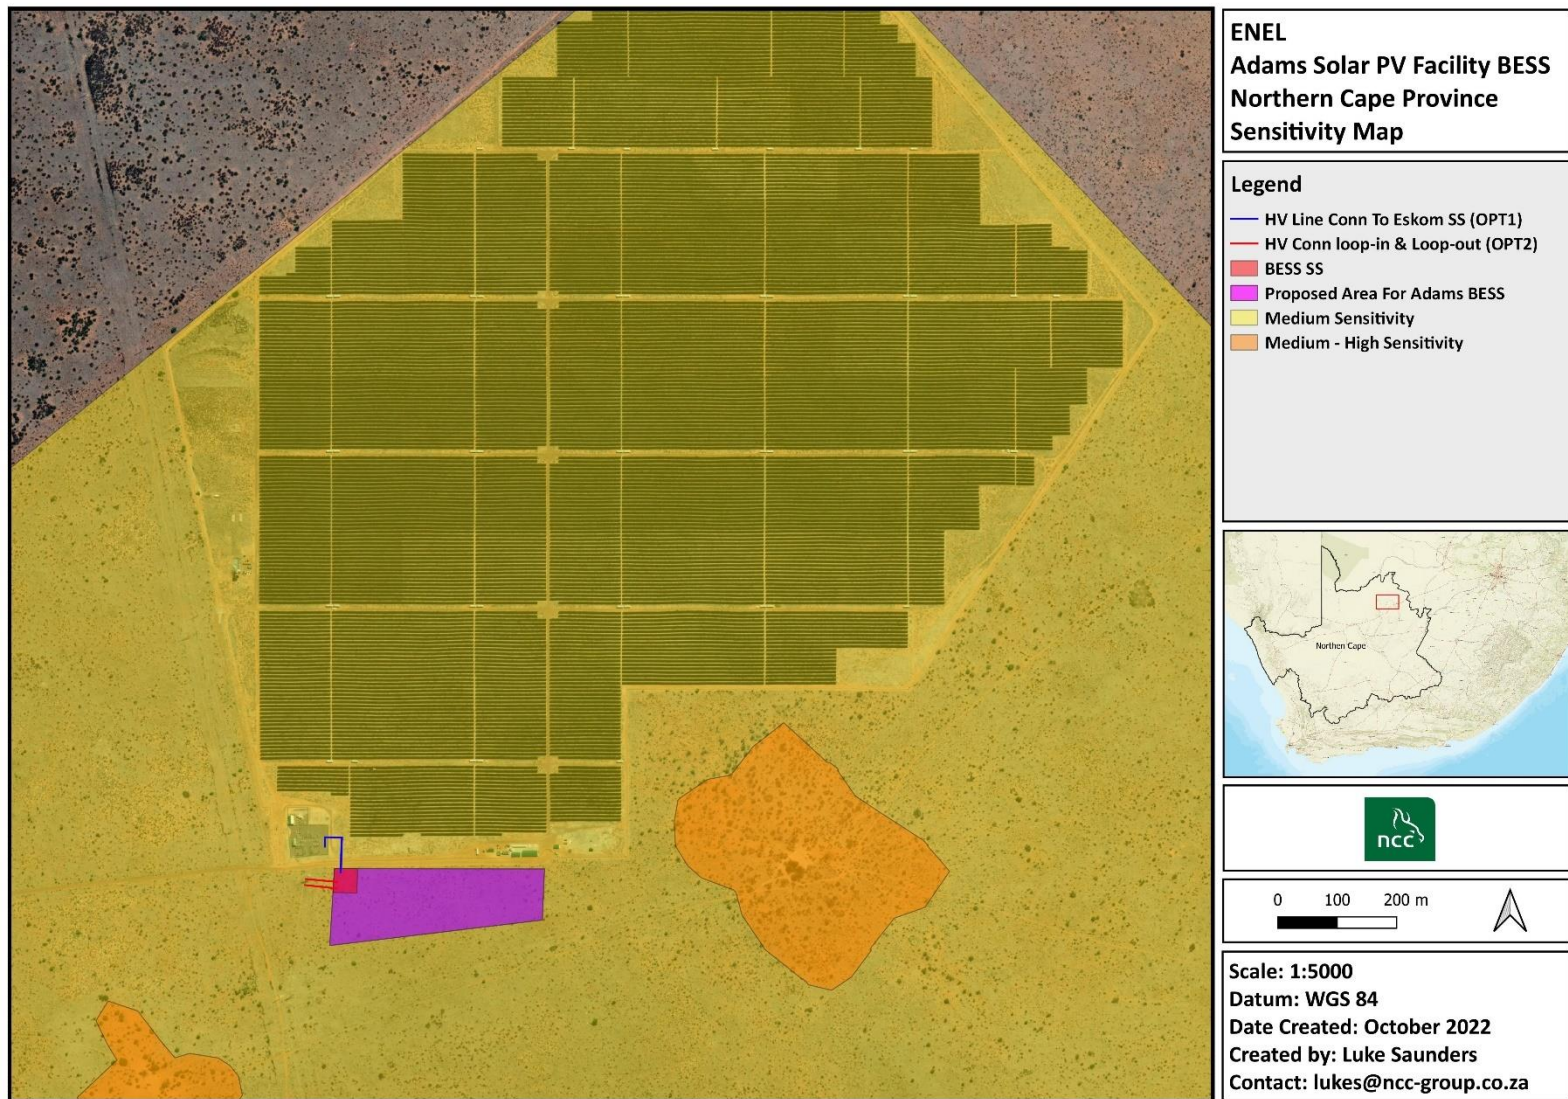 ENEL
Adams Solar PV Facility BESS
Northern Cape Province
Sensitivity Map
Legend
HV Line Conn To Eskom SS (OPT1)
HV Conn loop-in & Loop-out (OPT2)
BESS SS
Proposed Area For Adams BESS
Medium Sensitivity
Medium - High Sensitivity
Northen Cape
ncc
0 100 200 m
Scale: 1:5000
Datum: WGS 84
Date Created: October 2022
Created by: Luke Saunders
Contact: lukes@ncc-group.co.za